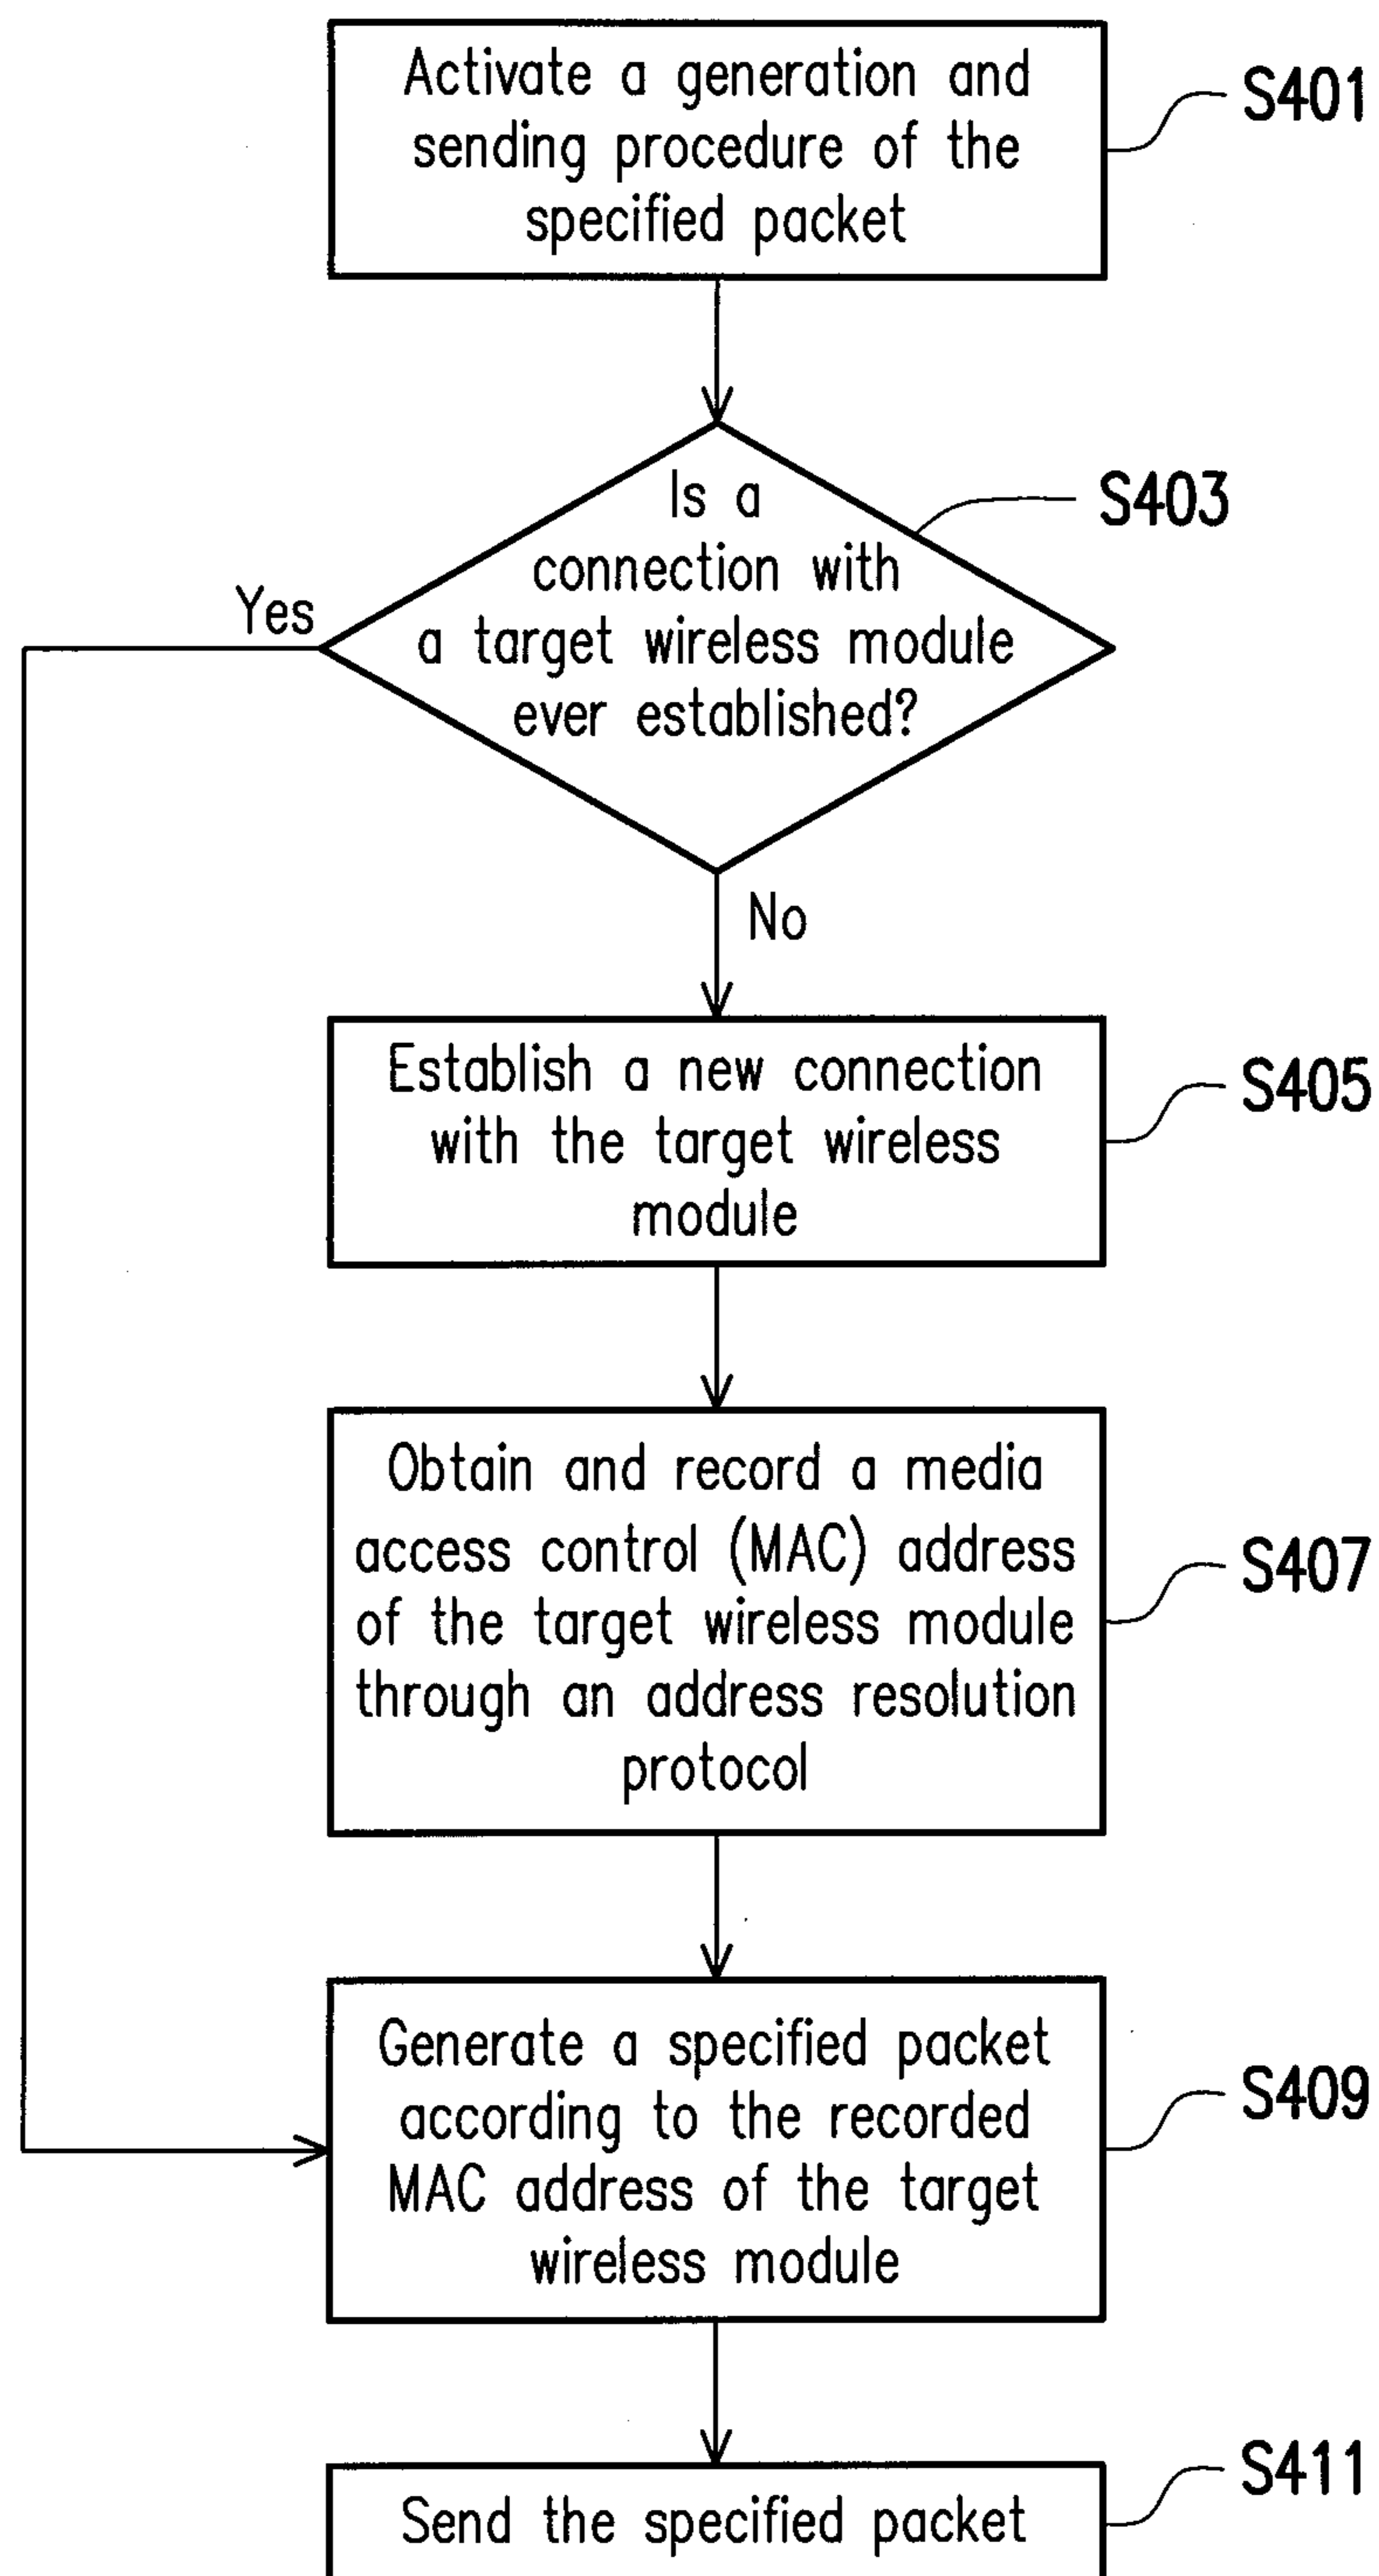 Activate a generation and
sending procedure of the
specified packet
S401
Is a
connection with
a target wireless module
ever established?
S403
Yes
No
Establish a new connection
with the target wireless
module
S405
Obtain and record a media
access control (MAC) address
of the target wireless module
through an address resolution
protocol
S407
Generate a specified packet
according to the recorded
MAC address of the target
wireless module
S409
Send the specified packet
S411